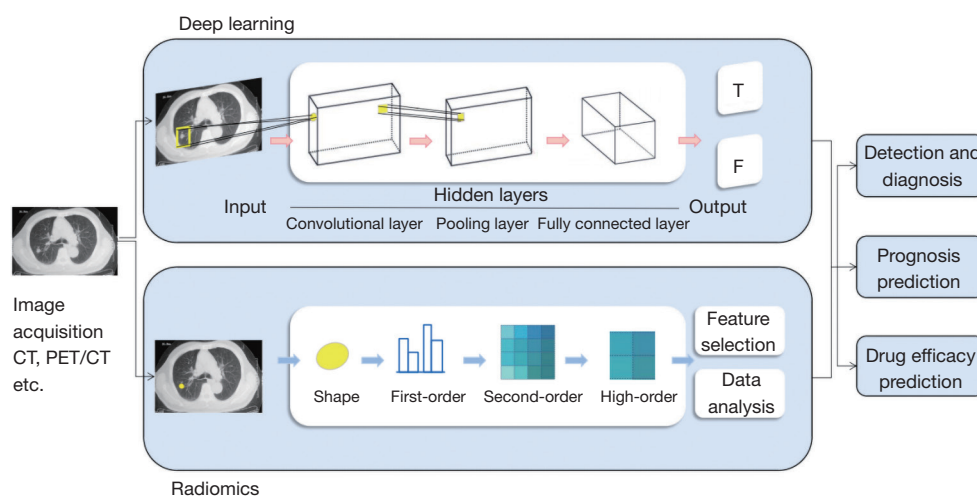 Deep learning
T
F
Hidden layers
Input
Output
Convolutional layer Pooling layer Fully connected layer
Image
acquisition
CT, PET/CT
etc.
Shape
First-order
Second-order
High-order
Feature
selection
Data
analysis
Radiomics
Detection and
diagnosis
Prognosis
prediction
Drug efficacy
prediction